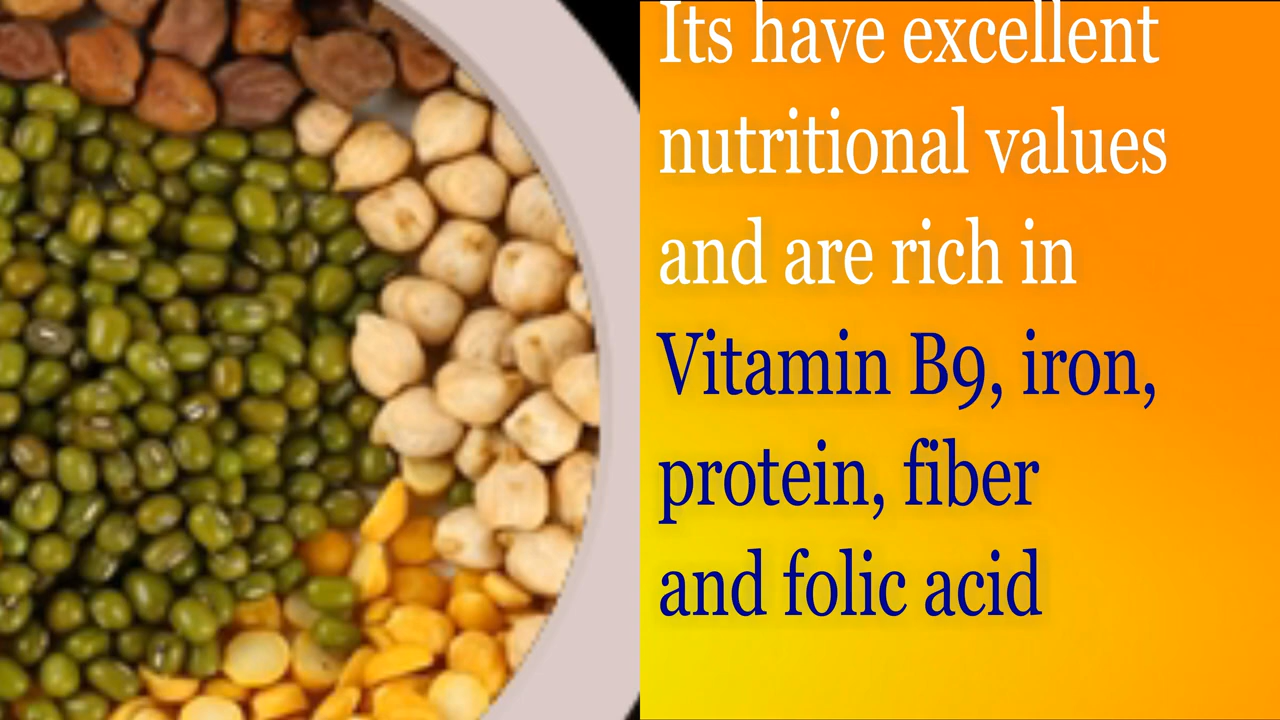 Its have excellent
nutritional values
and are rich in
Vitamin B9, iron,
protein, fiber
and folic acid